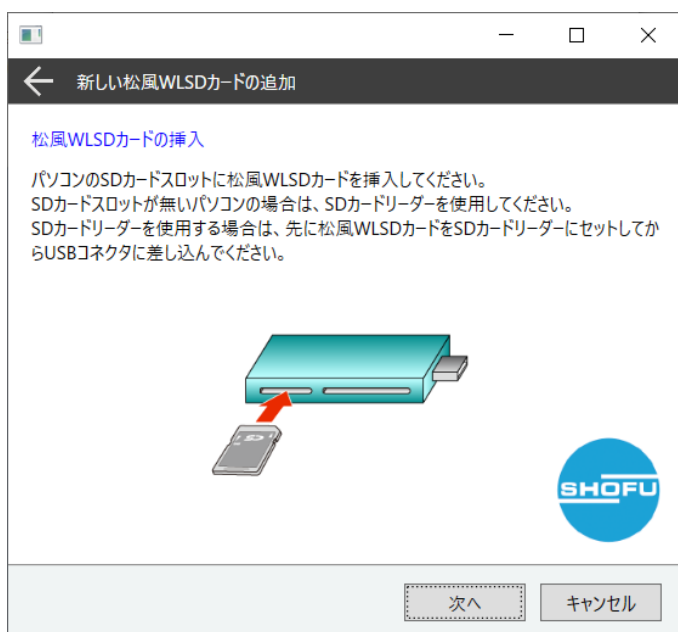 新しい松風WLSDカードの追加
松風WLSDカードの挿入
パソコンのSDカードスロットに松風WLSDカードを挿入してください。
SDカードスロットが無いパソコンの場合は、SDカードリーダーを使用してください。
SDカードリーダーを使用する場合は、先に松風WLSDカードをSDカードリーダーにセットしてか
らUSBコネクタに差し込んでください。
SD
SHOFU
次へ
キャンセル